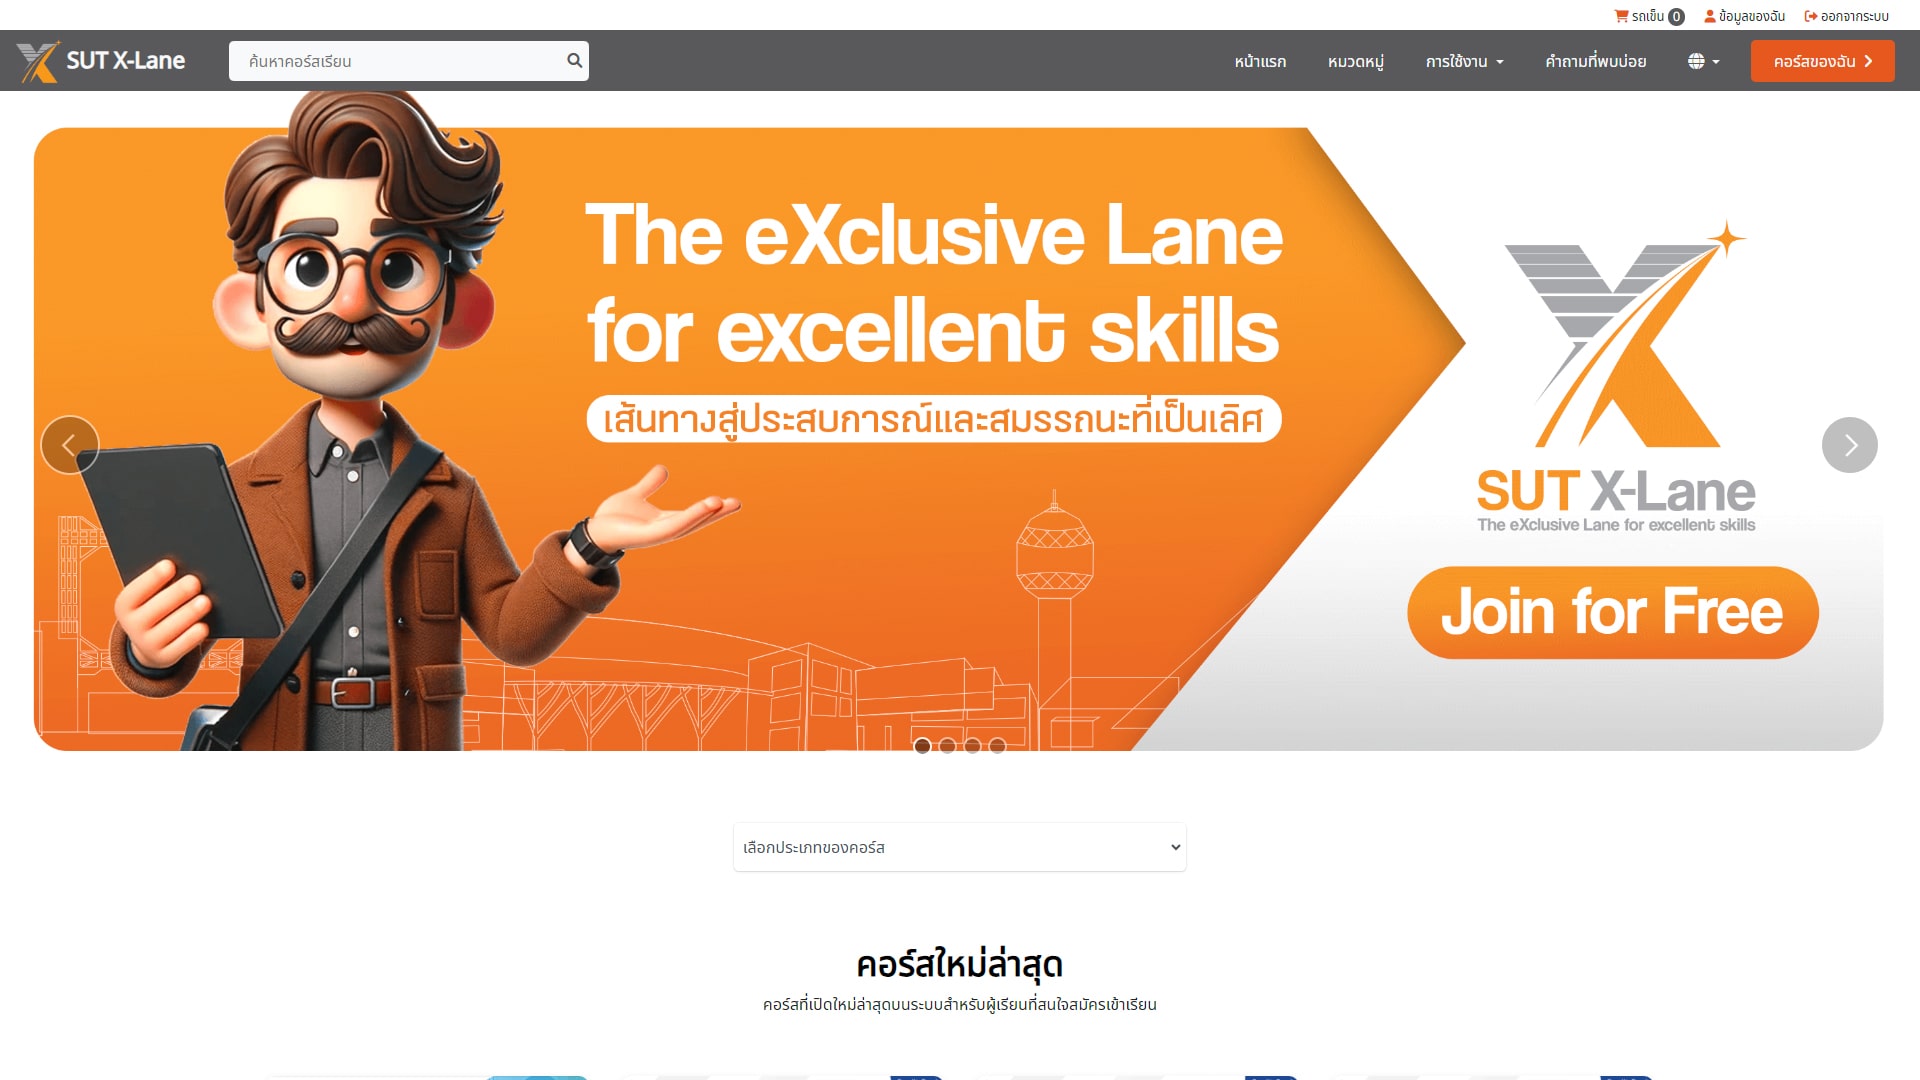 รถเข็น 0 ข้อมูลของฉัน ออกจากระบบ
SUT X-Lane ค้นหาคอร์สเรียน หน้าแรก หมวดหมู่ การใช้งาน คำถามที่พบบ่อย คอร์สของฉัน
The eXclusive Lane
for excellent skills
เส้นทางสู่ประสบการณ์และสมรรถนะที่เป็นเลิศ
SUT X-Lane
The eXclusive Lane for excellent skills
Join for Free
เลือกประเภทของคอร์ส
คอร์สใหม่ล่าสุด
คอร์สที่เปิดใหม่ล่าสุดบนระบบสำหรับผู้เรียนที่สนใจสมัครเข้าเรียน